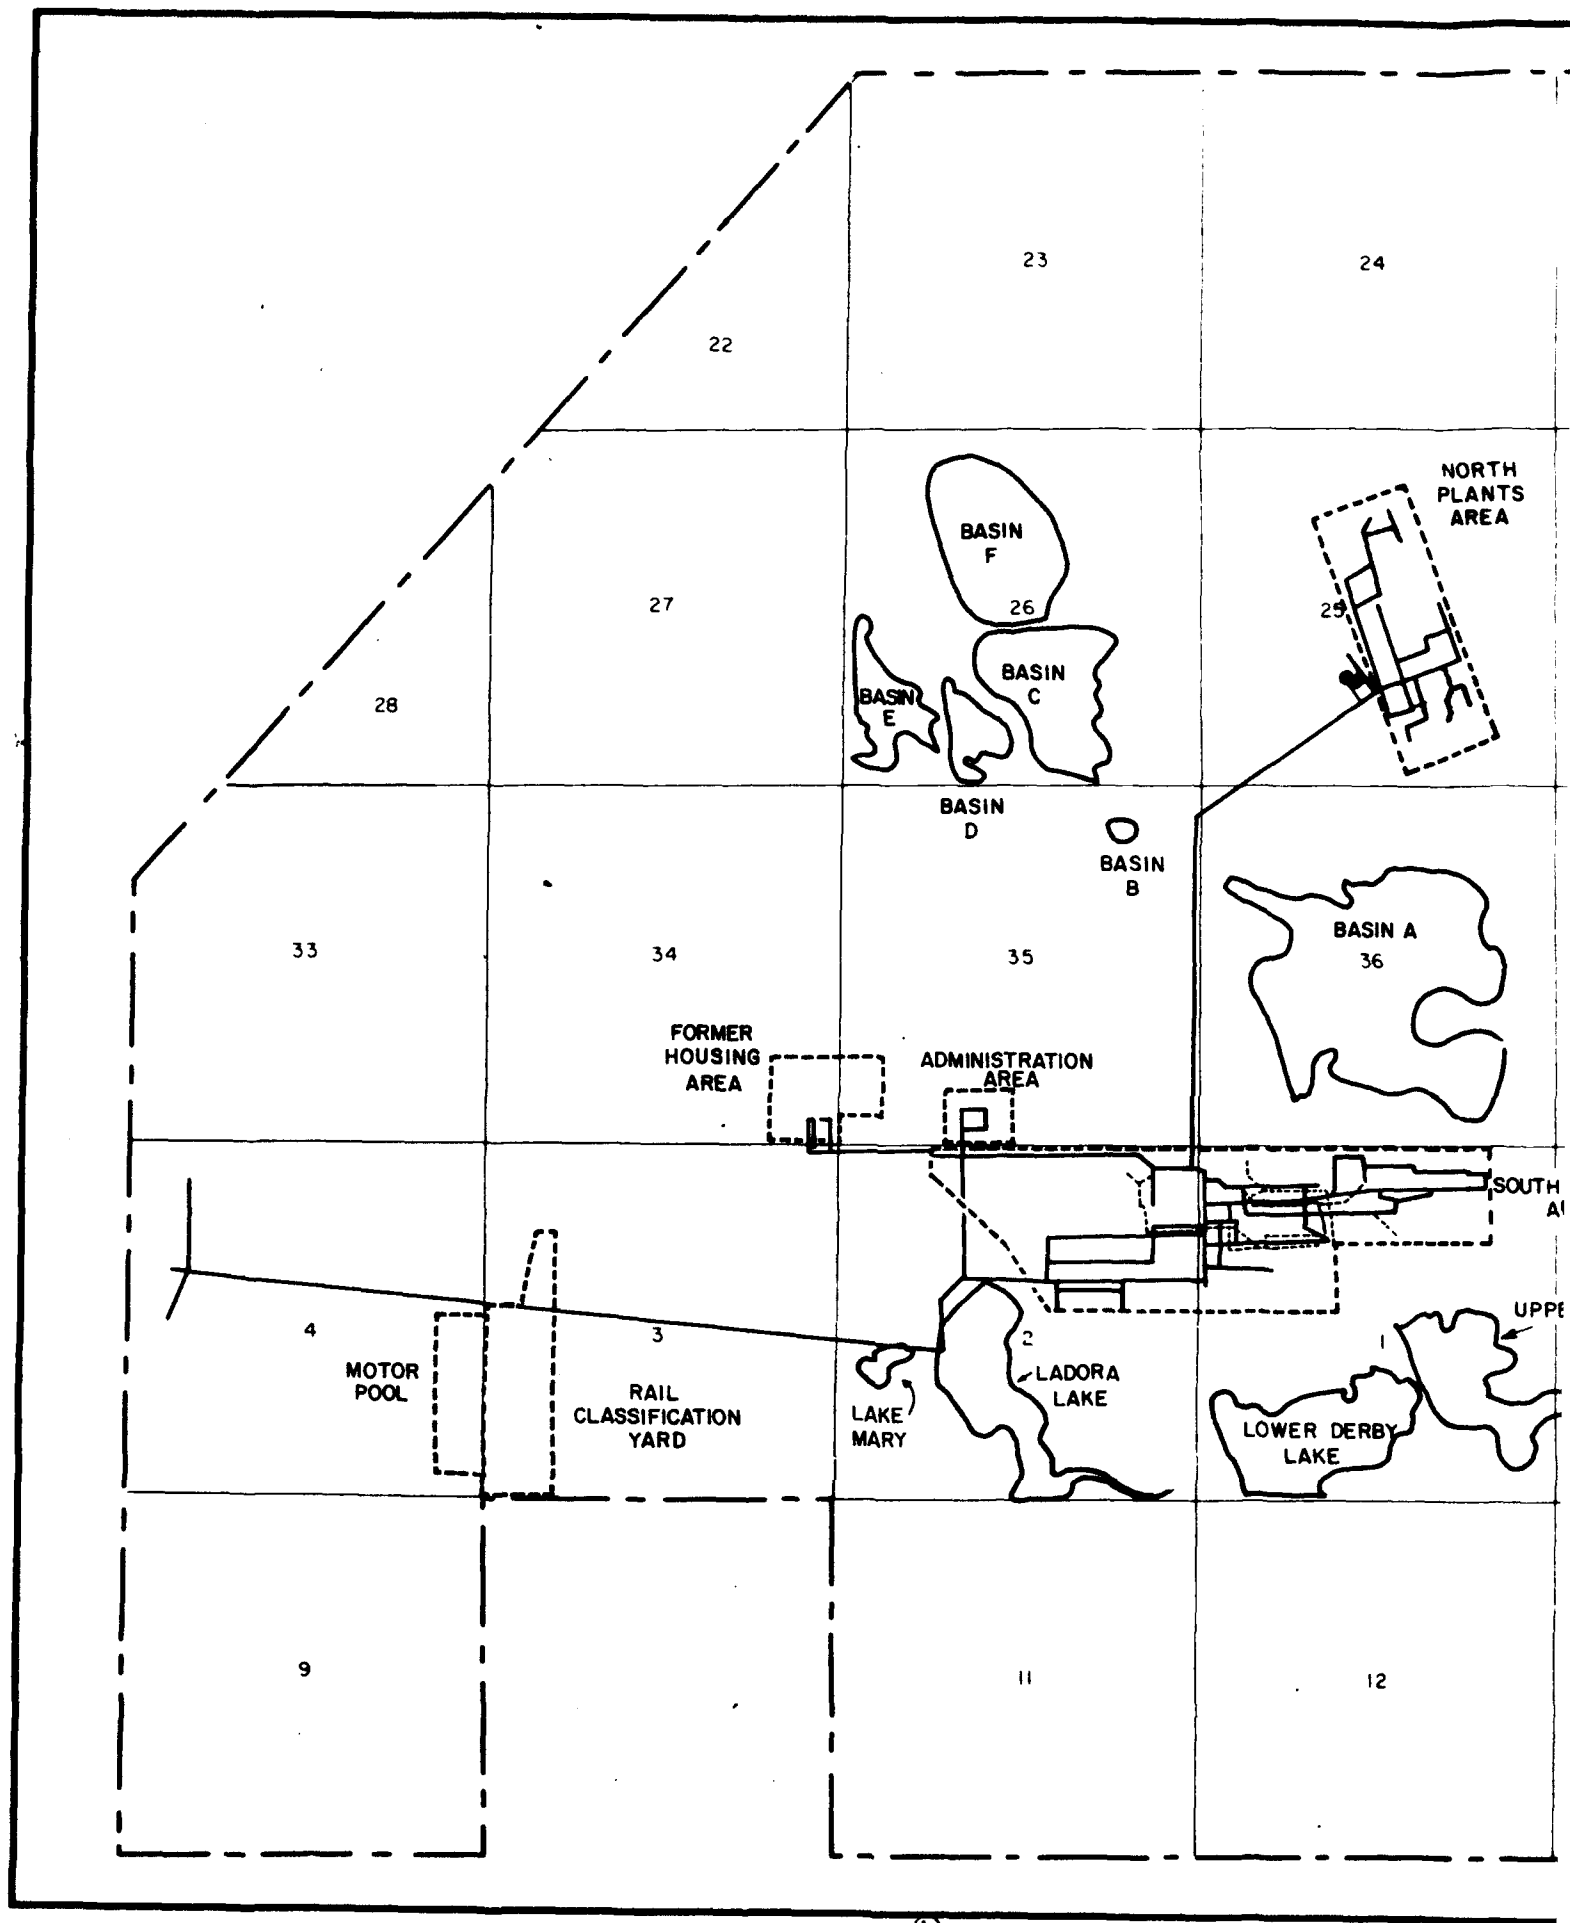 23
24
22
NORTH
PLANTS
AREA
BASIN
F
27
26
25
BASIN
C
BASIN
E
28
BASIN
D
BASIN
B
BASIN A
36
33
34
35
FORMER
HOUSING
AREA
ADMINISTRATION
AREA
SOUTH
4
3
2
1
UPPE
MOTOR
POOL
RAIL
CLASSIFICATION
YARD
LADORA
LAKE
LAKE
MARY
LOWER DERBY
LAKE
9
11
12